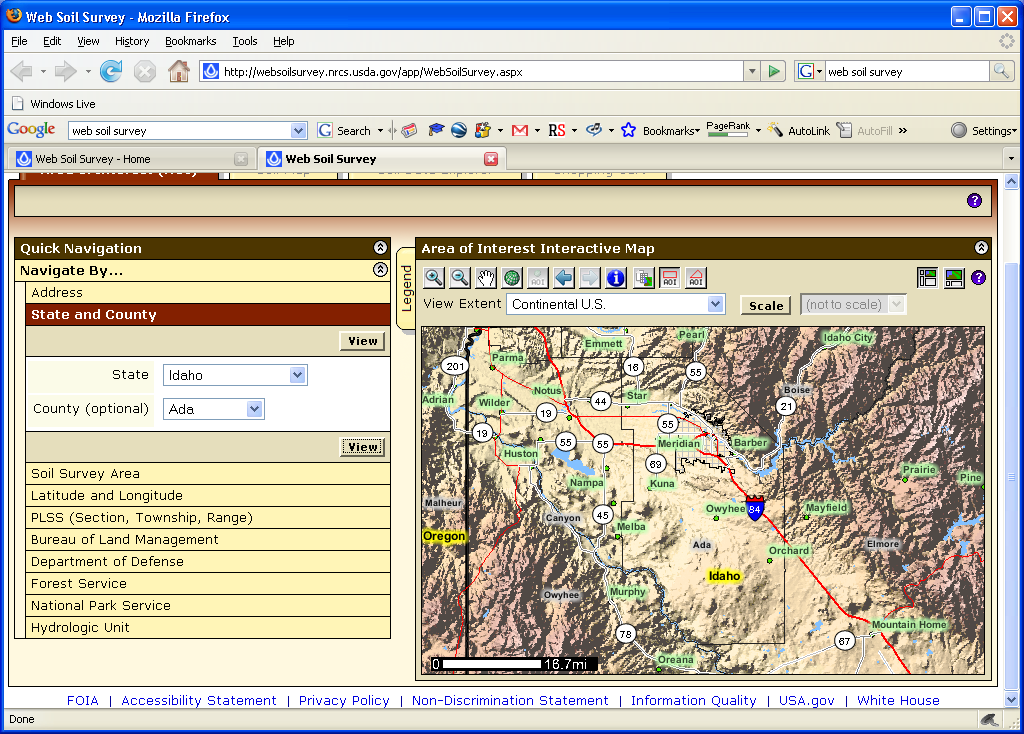 Web Soil Survey - Mozilla Firefox
File Edit View History Bookmarks Tools Help
http://websoilsurvey.nrcs.usda.gov/app/WebSoilSurvey.aspx G web soil survey
Windows Live
Google web soil survey G Search RS Bookmarks PageRank AutoLink AutoFill » Settings
Web Soil Survey - Home Web Soil Survey
Quick Navigation
Navigate By...
Address
State and County
View
State Idaho
County (optional) Ada
View
Soil Survey Area
Latitude and Longitude
PLSS (Section, Township, Range)
Bureau of Land Management
Department of Defense
Forest Service
National Park Service
Hydrologic Unit
Legend
Area of Interest Interactive Map
AOI AOI AOI
View Extent Continental U.S. Scale (not to scale)
Emmett Pearl Idaho City
Parma
201 16 55
Adrian Notus Star Boise
Wilder 44 21
19 55
19 55 55 Meridian Barber
Huston 69 Prairie
Nampa Kuna Pine
Malheur Owyhee 84 Mayfield
Canyon 45
Oregon Melba
Ada Orchard Elmore
Idaho
Owyhee Murphy
Mountain Home
78 67
Oreana
0 16.7mi
FOIA | Accessibility Statement | Privacy Policy | Non-Discrimination Statement | Information Quality | USA.gov | White House
Done